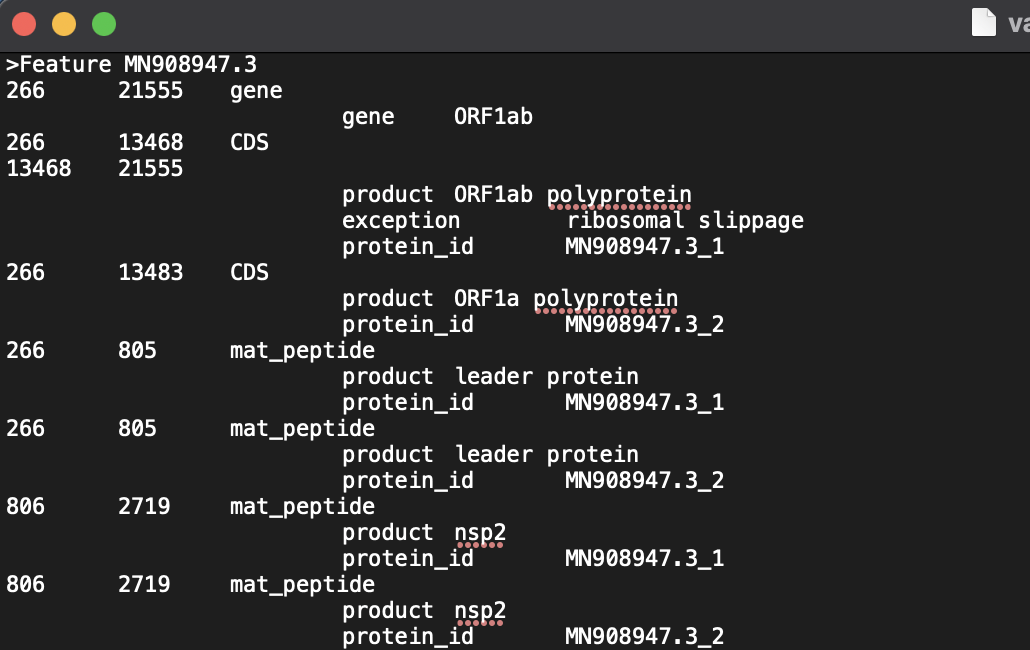 va
>Feature MN908947.3
266 21555 gene
gene ORF1ab
266 13468 CDS
13468 21555
product ORF1ab polyprotein
exception ribosomal slippage
protein_id MN908947.3_1
266 13483 CDS
product ORF1a polyprotein
protein_id MN908947.3_2
266 805 mat_peptide
product leader protein
protein_id MN908947.3_1
266 805 mat_peptide
product leader protein
protein_id MN908947.3_2
806 2719 mat_peptide
product nsp2
protein_id MN908947.3_1
806 2719 mat_peptide
product nsp2
protein_id MN908947.3_2